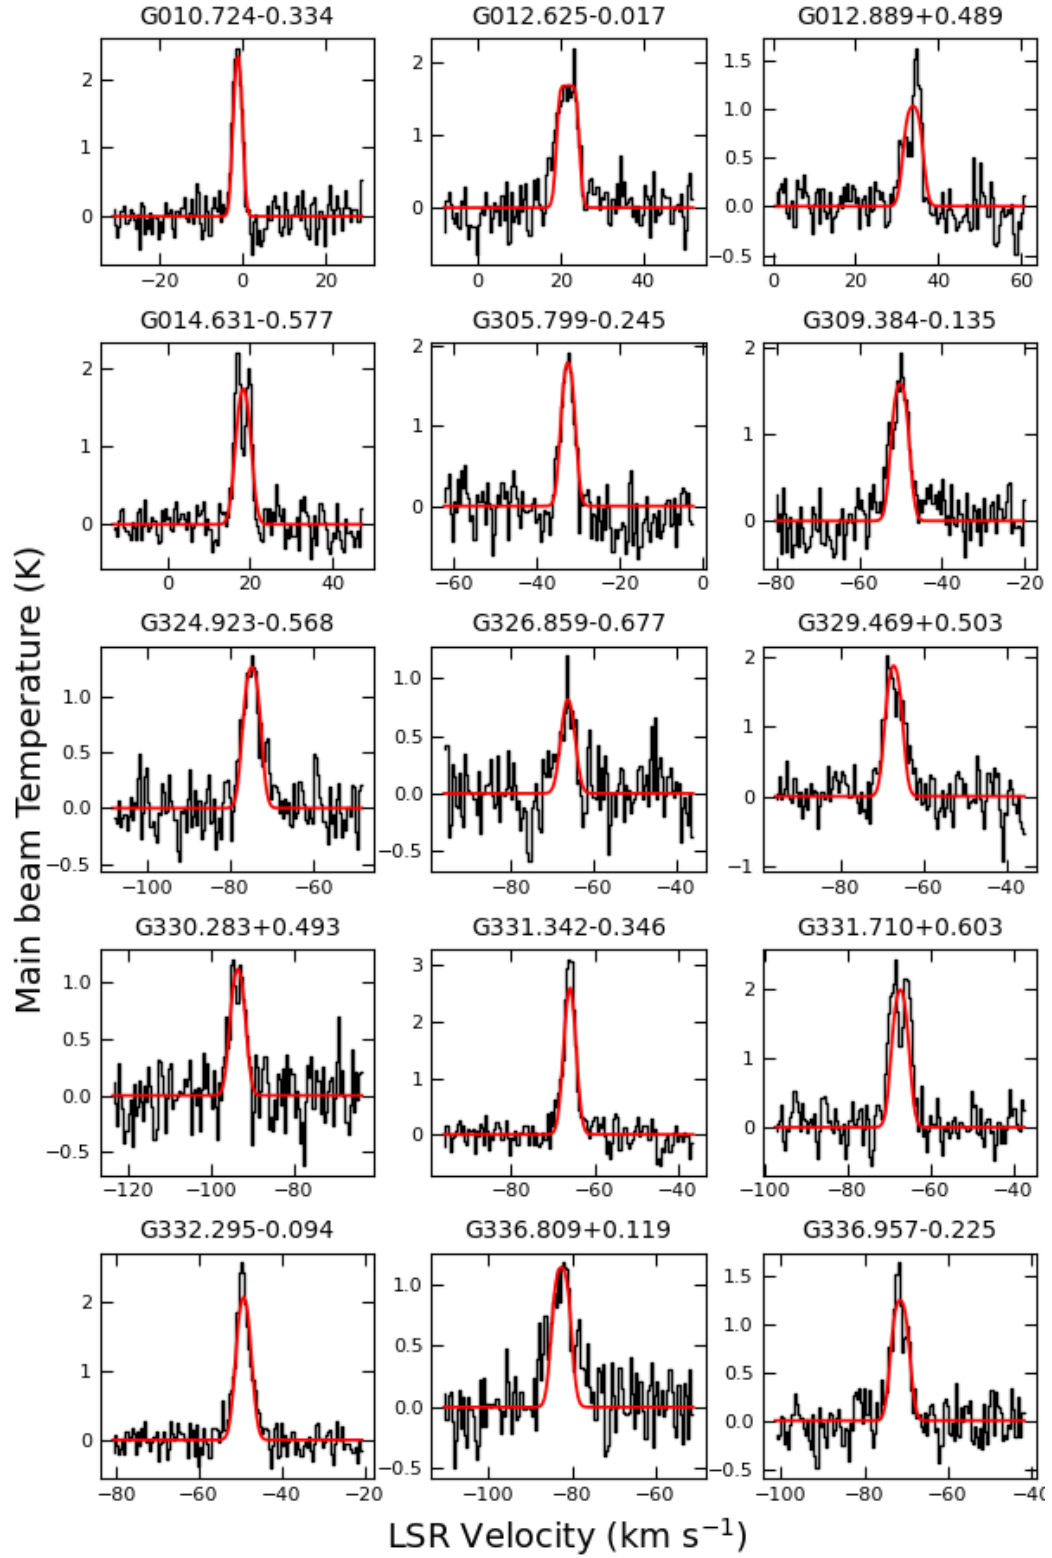 G010.724-0.334 G012.625-0.017 G012.889+0.489
2 1 0
2 1 0
1.5 1.0 0.5 0.0 −0.5
−20 0 20
0 20 40
0 20 40 60
G014.631-0.577 G305.799-0.245 G309.384-0.135
2 1 0
2 1 0
2 1 0
0 20 40
−60 −40 −20 0
−80 −60 −40 −20
G324.923-0.568 G326.859-0.677 G329.469+0.503
1.0 0.5 0.0 −0.5
1.0 0.5 0.0 −0.5
2 1 0 −1
−100 −80 −60
−80 −60 −40
−80 −60 −40
G330.283+0.493 G331.342-0.346 G331.710+0.603
1.0 0.5 0.0 −0.5
3 2 1 0
2 1 0
−120 −100 −80
−80 −60 −40
−100 −80 −60 −40
G332.295-0.094 G336.809+0.119 G336.957-0.225
2 1 0
1.0 0.5 0.0 −0.5
1.5 1.0 0.5 0.0 −0.5
−80 −60 −40 −20
−100 −80 −60
−100 −80 −60 −40
Main beam Temperature (K)
LSR Velocity (km s⁻¹)